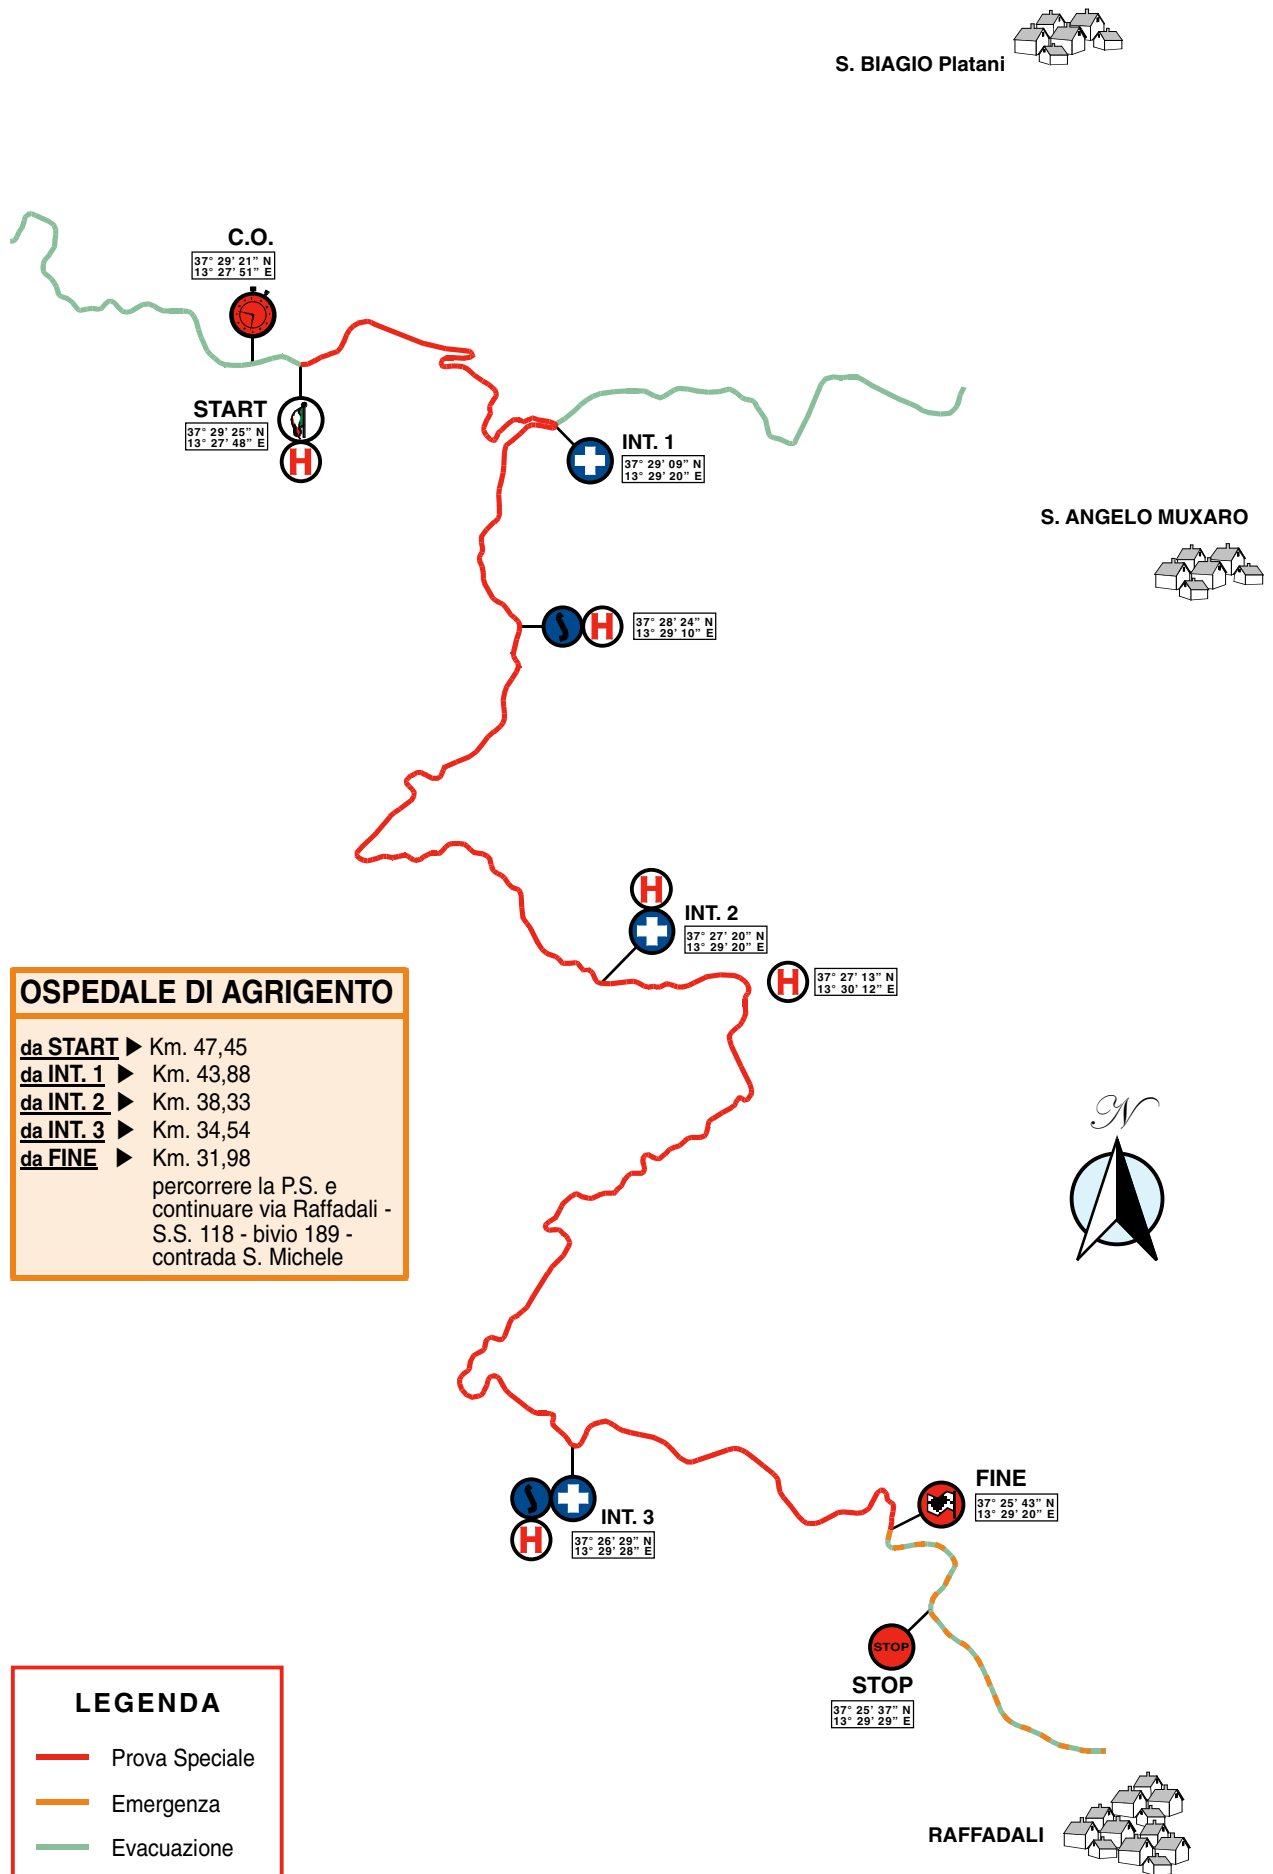 S. BIAGIO Platani
C.O.
37° 29’ 21” N
13° 27’ 51” E
START
37° 29’ 25” N
13° 27’ 48” E
H
INT. 1
37° 29’ 09” N
13° 29’ 20” E
S. ANGELO MUXARO
H
37° 28’ 24” N
13° 29’ 10” E
H
INT. 2
37° 27’ 20” N
13° 29’ 20” E
H
37° 27’ 13” N
13° 30’ 12” E
OSPEDALE DI AGRIGENTO
da START ▶ Km. 47,45
da INT. 1 ▶ Km. 43,88
da INT. 2 ▶ Km. 38,33
da INT. 3 ▶ Km. 34,54
da FINE ▶ Km. 31,98
percorrere la P.S. e
continuare via Raffadali -
S.S. 118 - bivio 189 -
contrada S. Michele
N
FINE
37° 25’ 43” N
13° 29’ 20” E
INT. 3
H
37° 26’ 29” N
13° 29’ 28” E
STOP
STOP
37° 25’ 37” N
13° 29’ 29” E
LEGENDA
Prova Speciale
Emergenza
Evacuazione
RAFFADALI